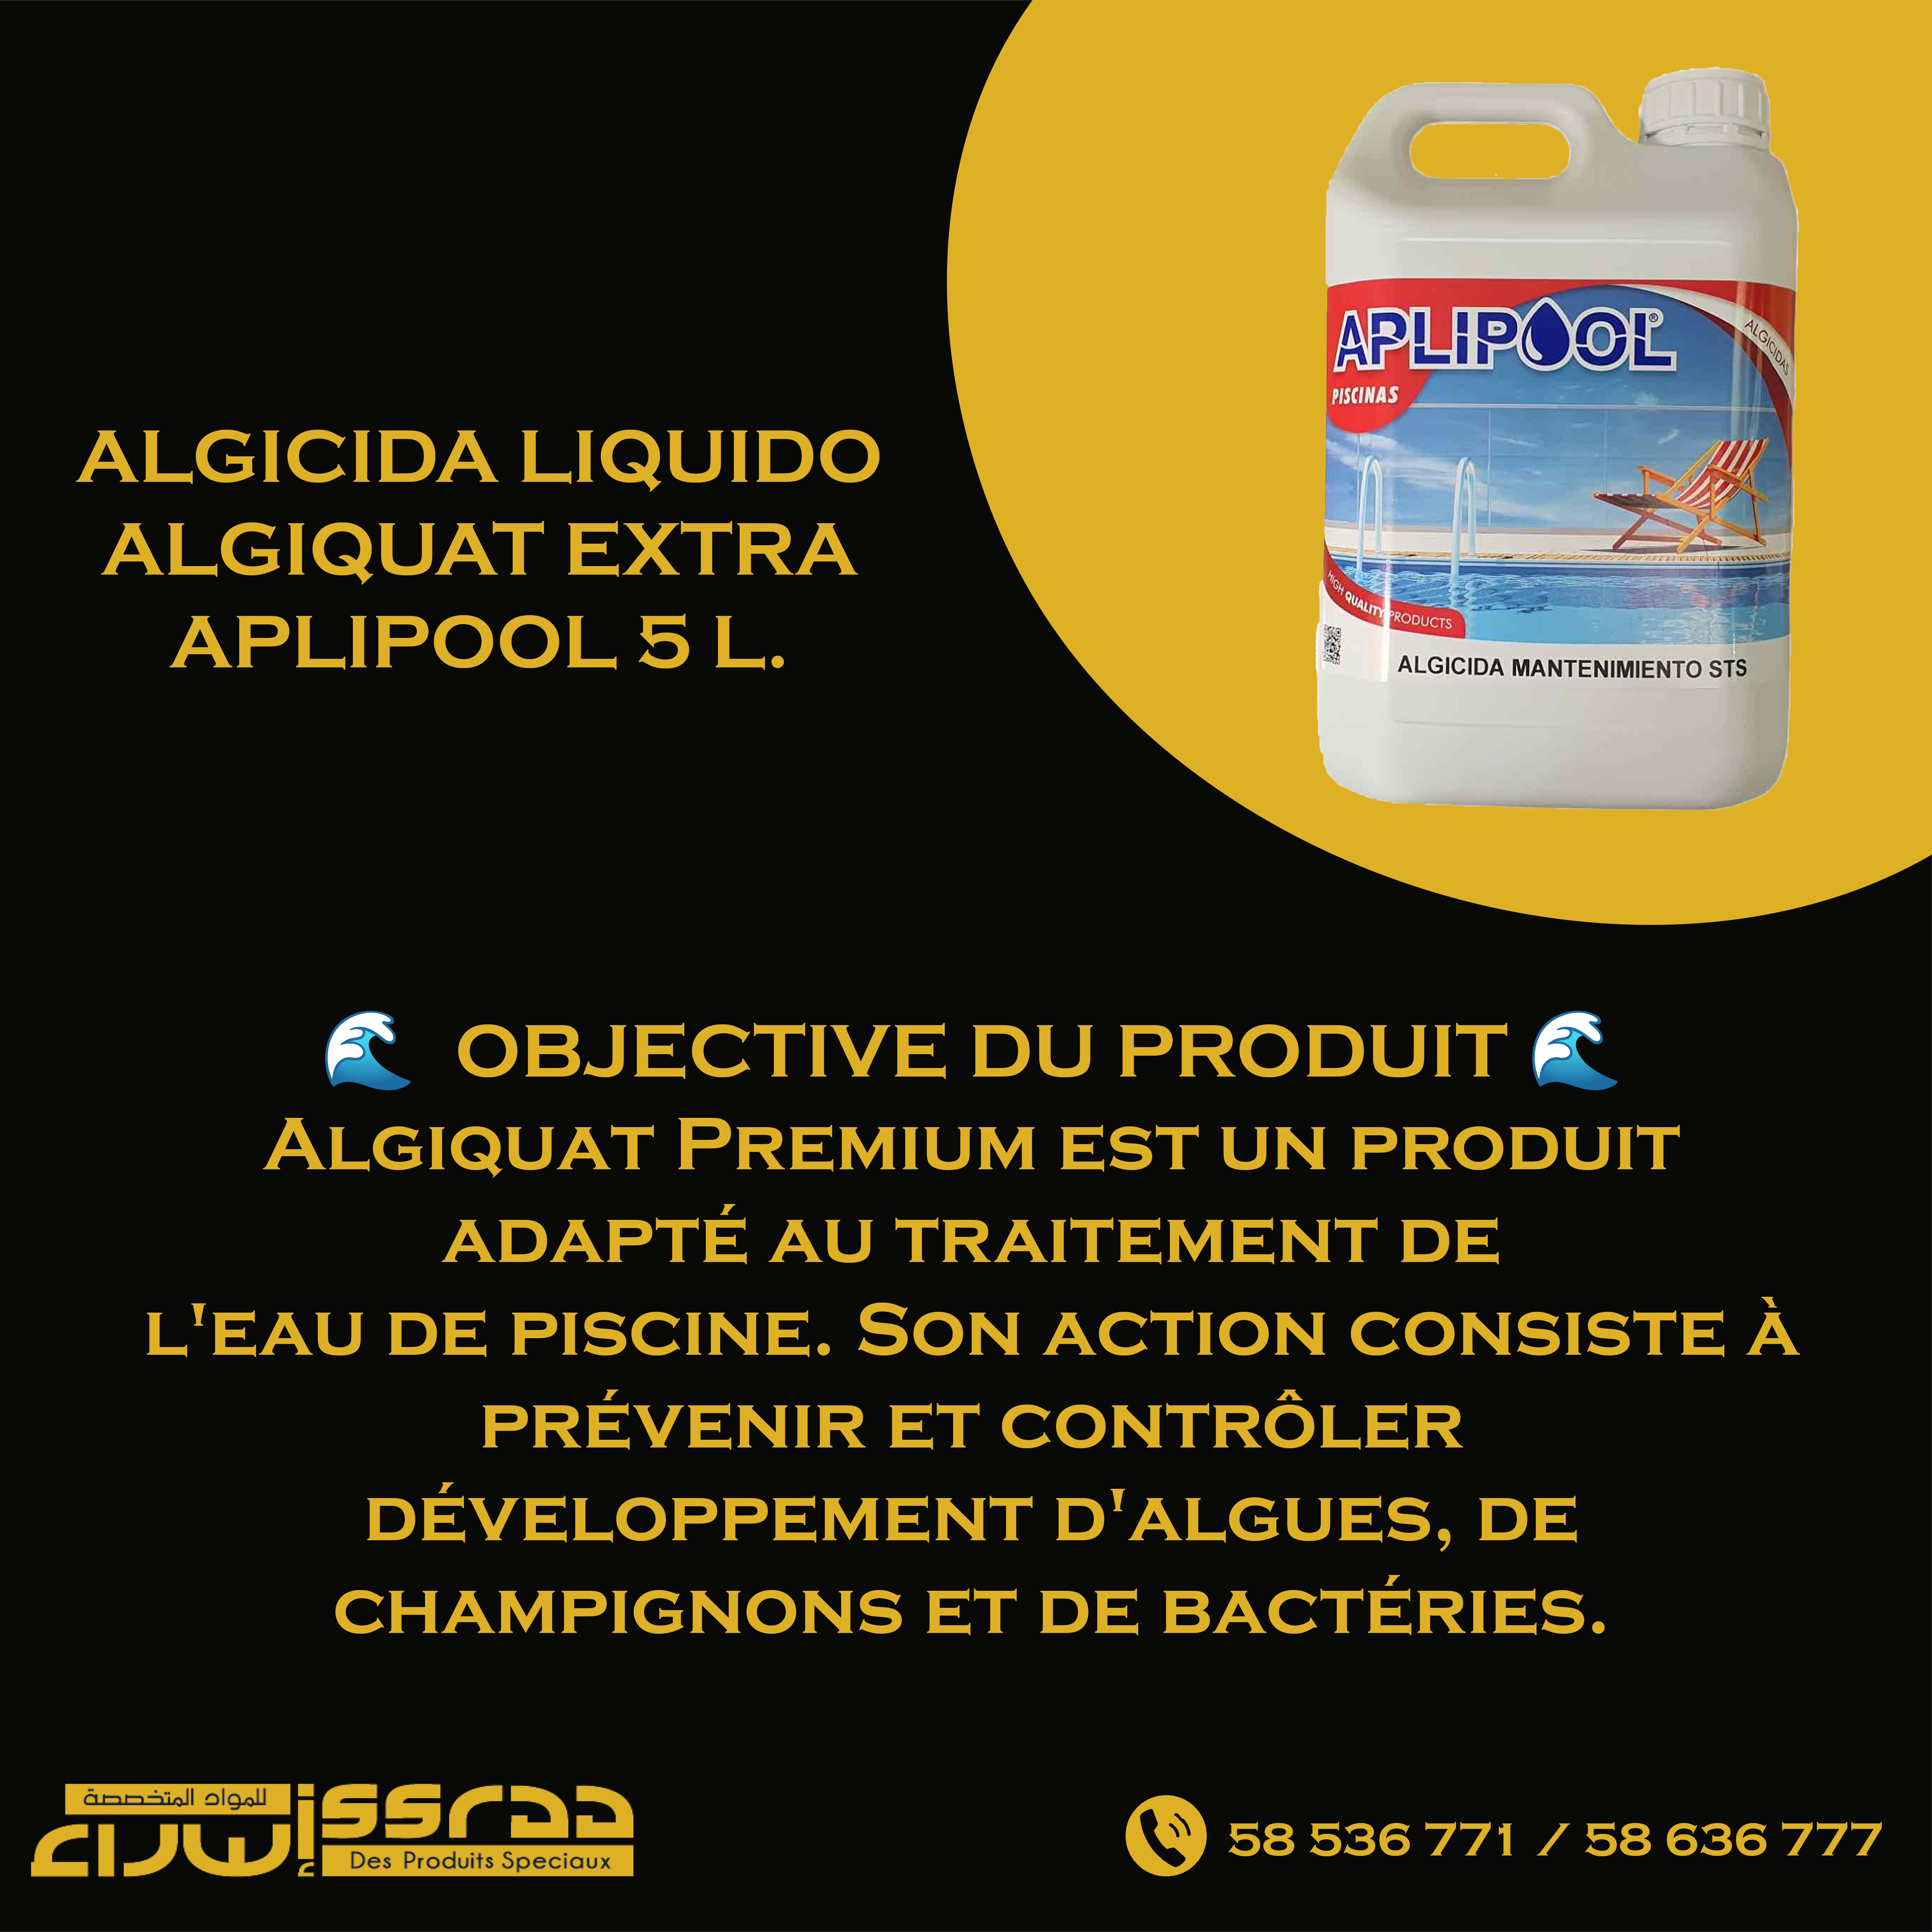 ALGICIDA LIQUIDO
ALGIQUAT EXTRA
APLIPOOL 5 L.
APLIPOOL®
ALGICIDAS
PISCINAS
HIGH QUALITY PRODUCTS
ALGICIDA MANTENIMIENTO STS
🌊 OBJECTIVE DU PRODUIT 🌊
Algiquat Premium est un produit
adapté au traitement de
l'eau de piscine. Son action consiste à
prévenir et contrôler
développement d'algues, de
champignons et de bactéries.
للمواد المتخصصة
إسراء
Des Produits Speciaux
58 536 771 / 58 636 777